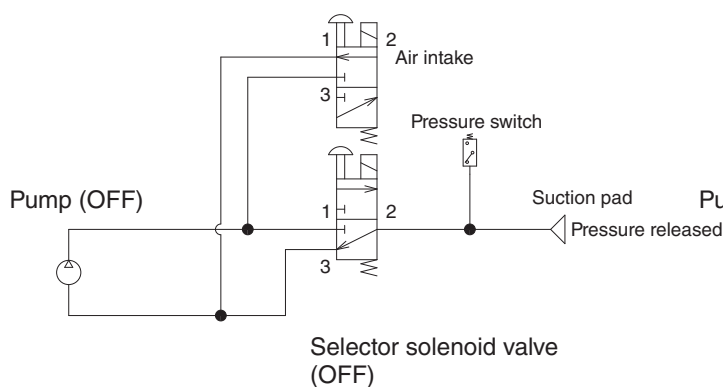 1 2
Air intake
3
Pressure switch
Pump (OFF)
1 2
Suction pad
Pu
Pressure released
3
Selector solenoid valve
(OFF)